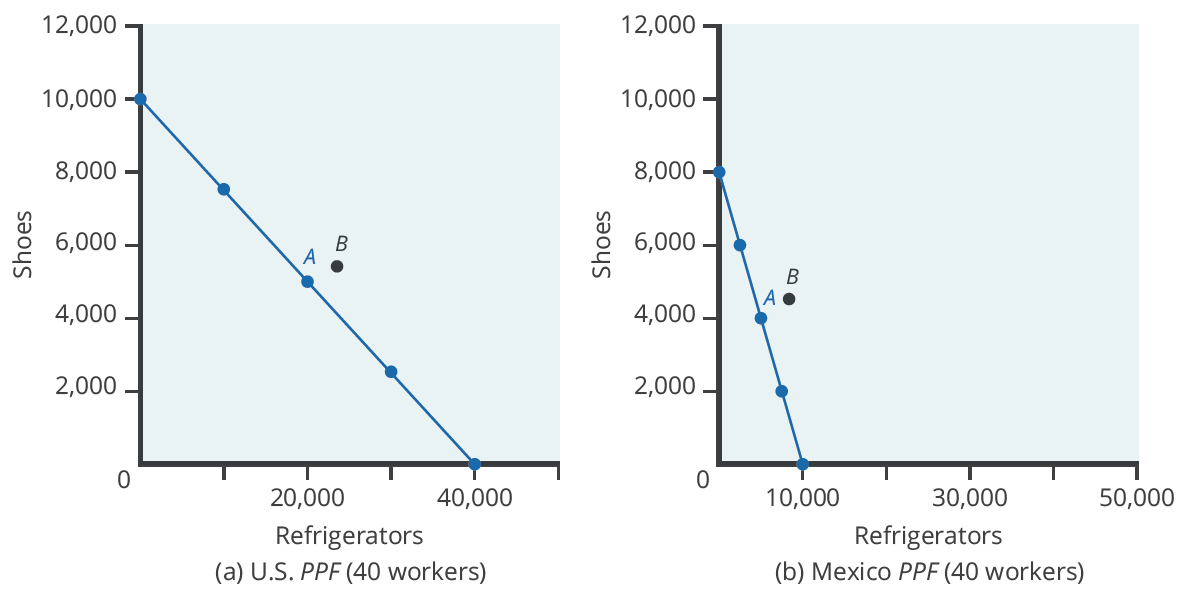 12,000
10,000
8,000
6,000
4,000
2,000
0
Shoes
A
B
20,000
40,000
Refrigerators
(a) U.S. PPF (40 workers)
12,000
10,000
8,000
6,000
4,000
2,000
0
Shoes
B
A
10,000
30,000
50,000
Refrigerators
(b) Mexico PPF (40 workers)